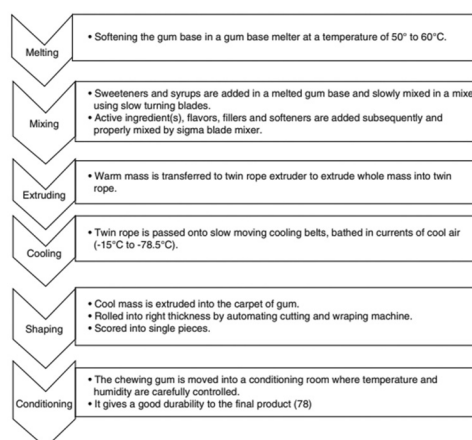 Melting
• Softening the gum base in a gum base melter at a temperature of 50° to 60°C.
Mixing
• Sweeteners and syrups are added in a melted gum base and slowly mixed in a mixe
using slow turning blades.
• Active ingredient(s), flavors, fillers and softeners are added subsequently and
properly mixed by sigma blade mixer.
Extruding
• Warm mass is transferred to twin rope extruder to extrude whole mass into twin
rope.
Cooling
• Twin rope is passed onto slow moving cooling belts, bathed in currents of cool air
(-15°C to -78.5°C).
Shaping
• Cool mass is extruded into the carpet of gum.
• Rolled into right thickness by automating cutting and wraping machine.
• Scored into single pieces.
Conditioning
• The chewing gum is moved into a conditioning room where temperature and
humidity are carefully controlled.
• It gives a good durability to the final product (78)